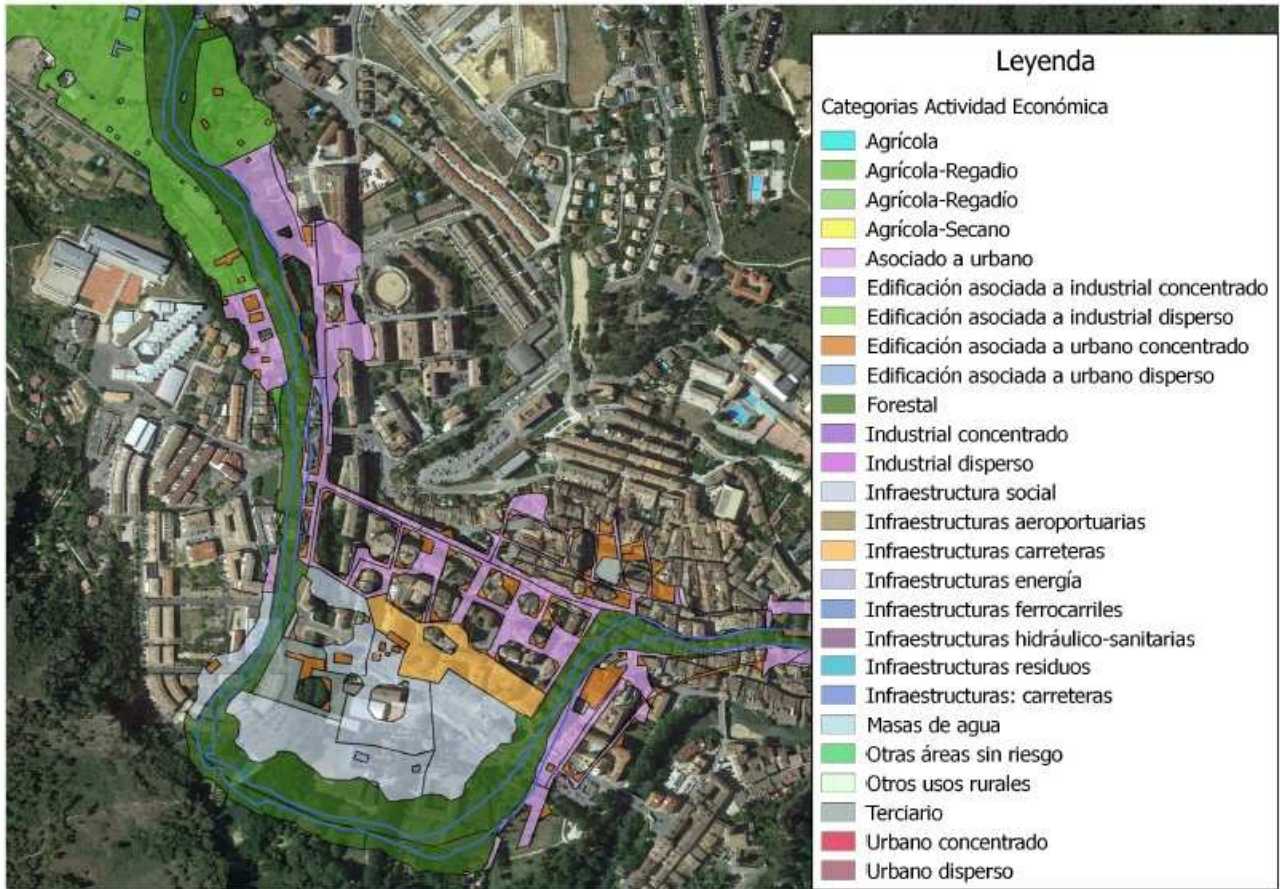 Leyenda
Categorias Actividad Económica
Agrícola
Agrícola-Regadio
Agrícola-Regadío
Agrícola-Secano
Asociado a urbano
Edificación asociada a industrial concentrado
Edificación asociada a industrial disperso
Edificación asociada a urbano concentrado
Edificación asociada a urbano disperso
Forestal
Industrial concentrado
Industrial disperso
Infraestructura social
Infraestructuras aeroportuarias
Infraestructuras carreteras
Infraestructuras energía
Infraestructuras ferrocarriles
Infraestructuras hidráulico-sanitarias
Infraestructuras residuos
Infraestructuras: carreteras
Masas de agua
Otras áreas sin riesgo
Otros usos rurales
Terciario
Urbano concentrado
Urbano disperso